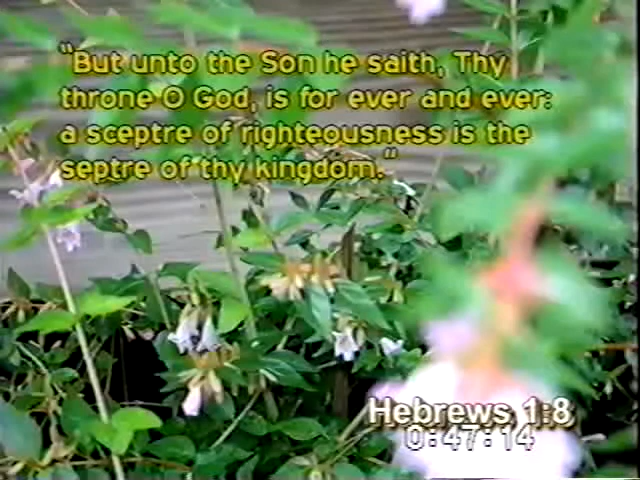 "But unto the Son he saith, Thy
throne O God, is for ever and ever:
a sceptre of righteousness is the
septre of thy kingdom."
Hebrews 1:8
0:47:14